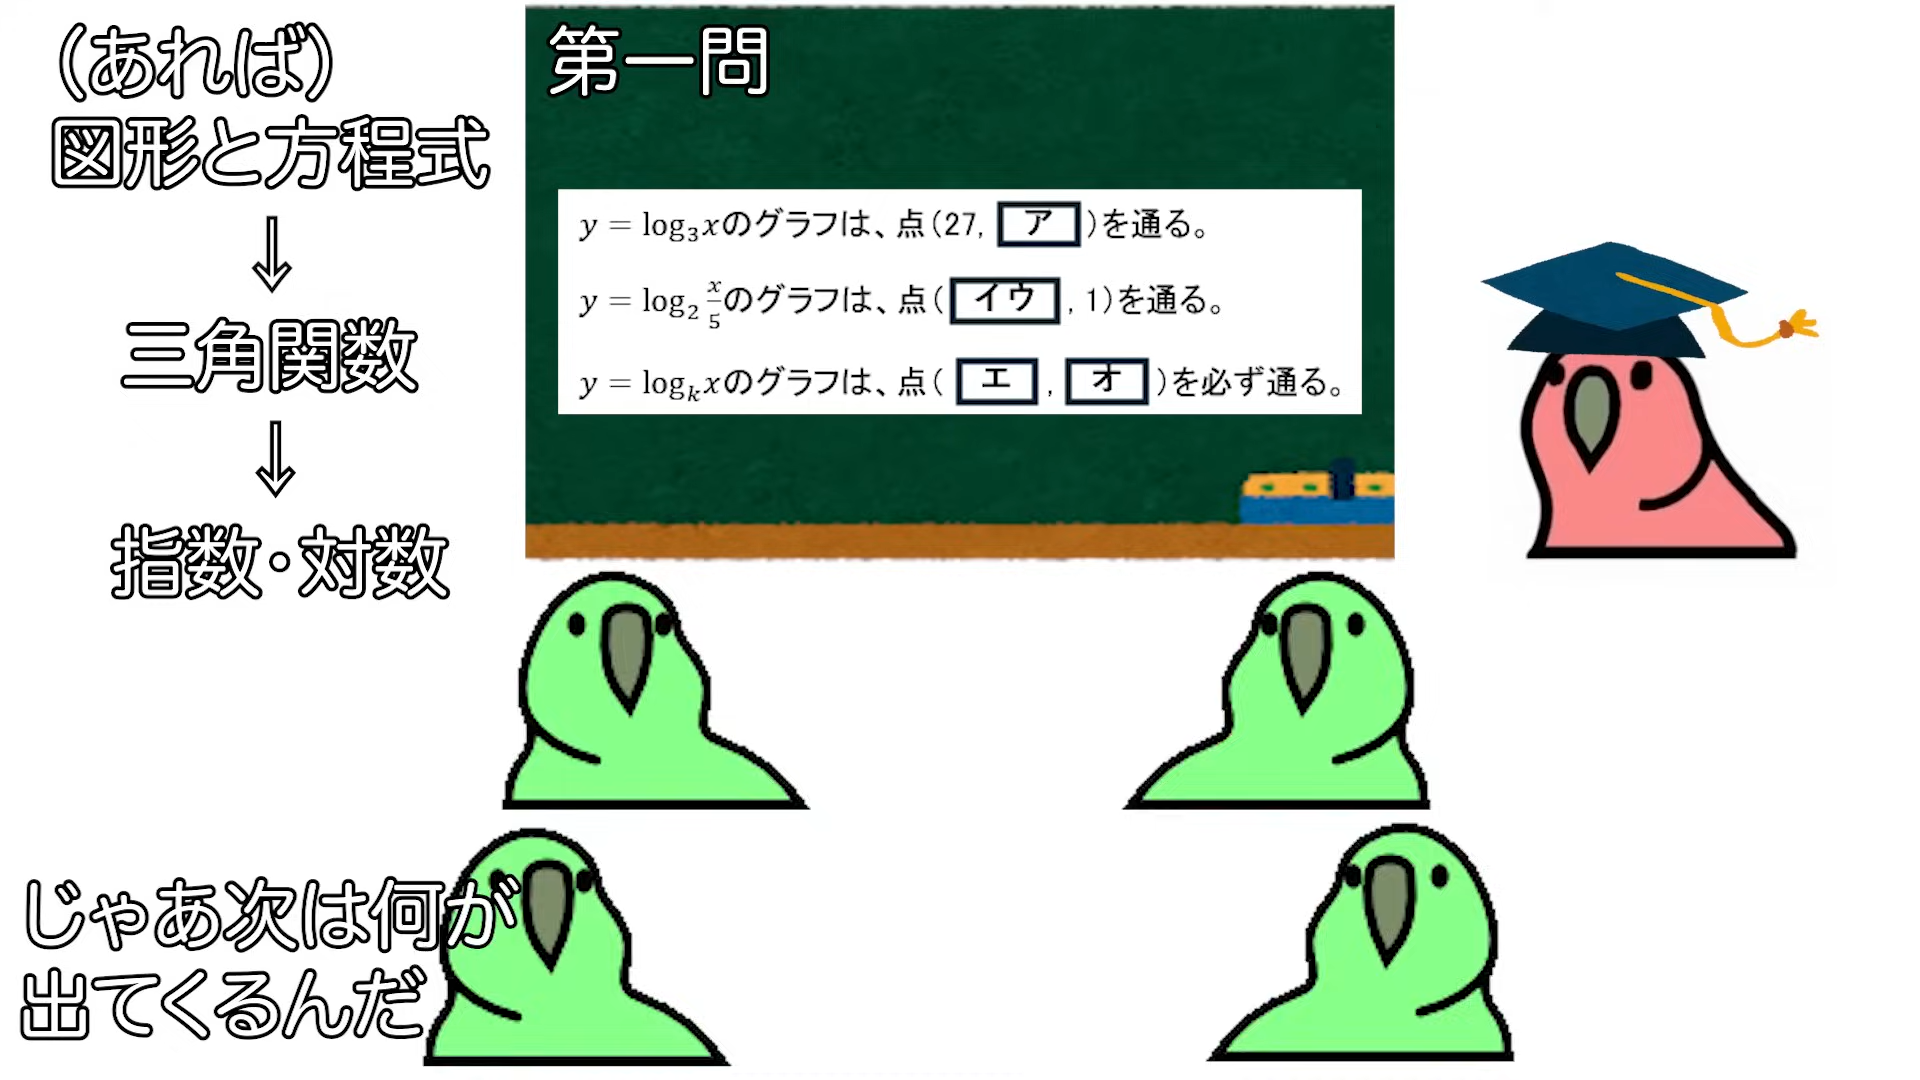 (あれば)
図形と方程式
↓
三角関数
↓
指数・対数
第一問
y = log₃xのグラフは、点(27, ア)を通る。
y = log₂ x/5のグラフは、点(イウ, 1)を通る。
y = logₖxのグラフは、点(エ, オ)を必ず通る。
じゃあ次は何が
出てくるんだ